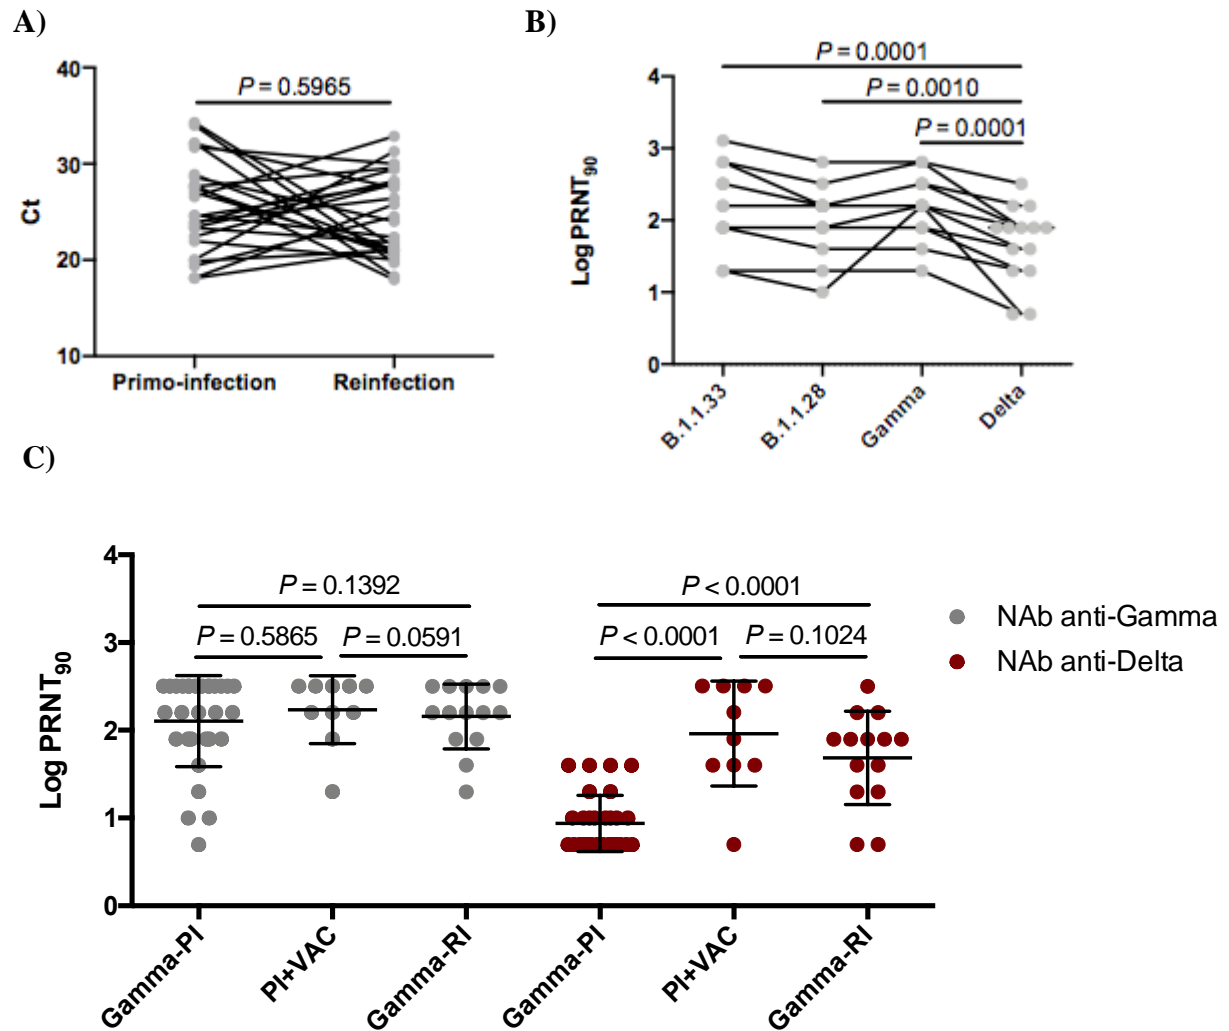 A)
40
30
20
10
Ct
P = 0.5965
Primo-infection
Reinfection
B)
4
3
2
1
0
Log PRNT90
P = 0.0001
P = 0.0010
P = 0.0001
B.1.1.33
B.1.1.28
Gamma
Delta
C)
4
3
2
1
0
Log PRNT90
P = 0.1392
P = 0.5865
P = 0.0591
P < 0.0001
P < 0.0001
P = 0.1024
NAb anti-Gamma
NAb anti-Delta
Gamma-PI
PI+VAC
Gamma-RI
Gamma-PI
PI+VAC
Gamma-RI